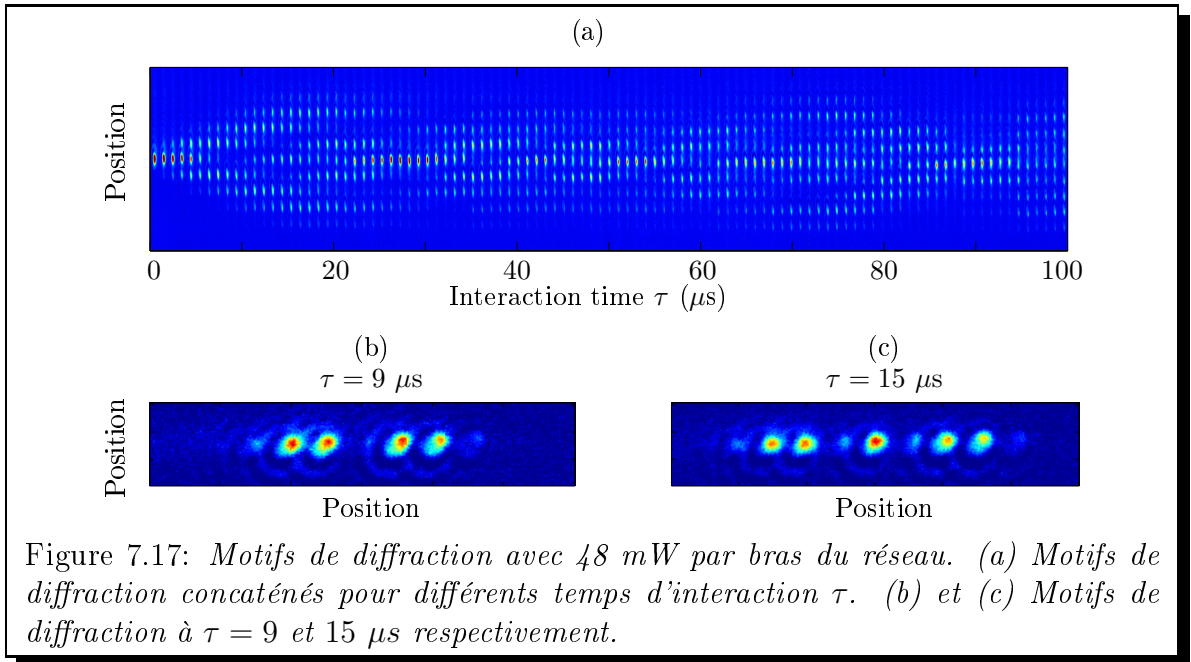 (a)
Position
0 20 40 60 80 100
Interaction time τ (μs)
(b)
τ = 9 μs
(c)
τ = 15 μs
Position
Position
Position
Figure 7.17: Motifs de diffraction avec 48 mW par bras du réseau. (a) Motifs de
diffraction concaténés pour différents temps d'interaction τ. (b) et (c) Motifs de
diffraction à τ = 9 et 15 μs respectivement.